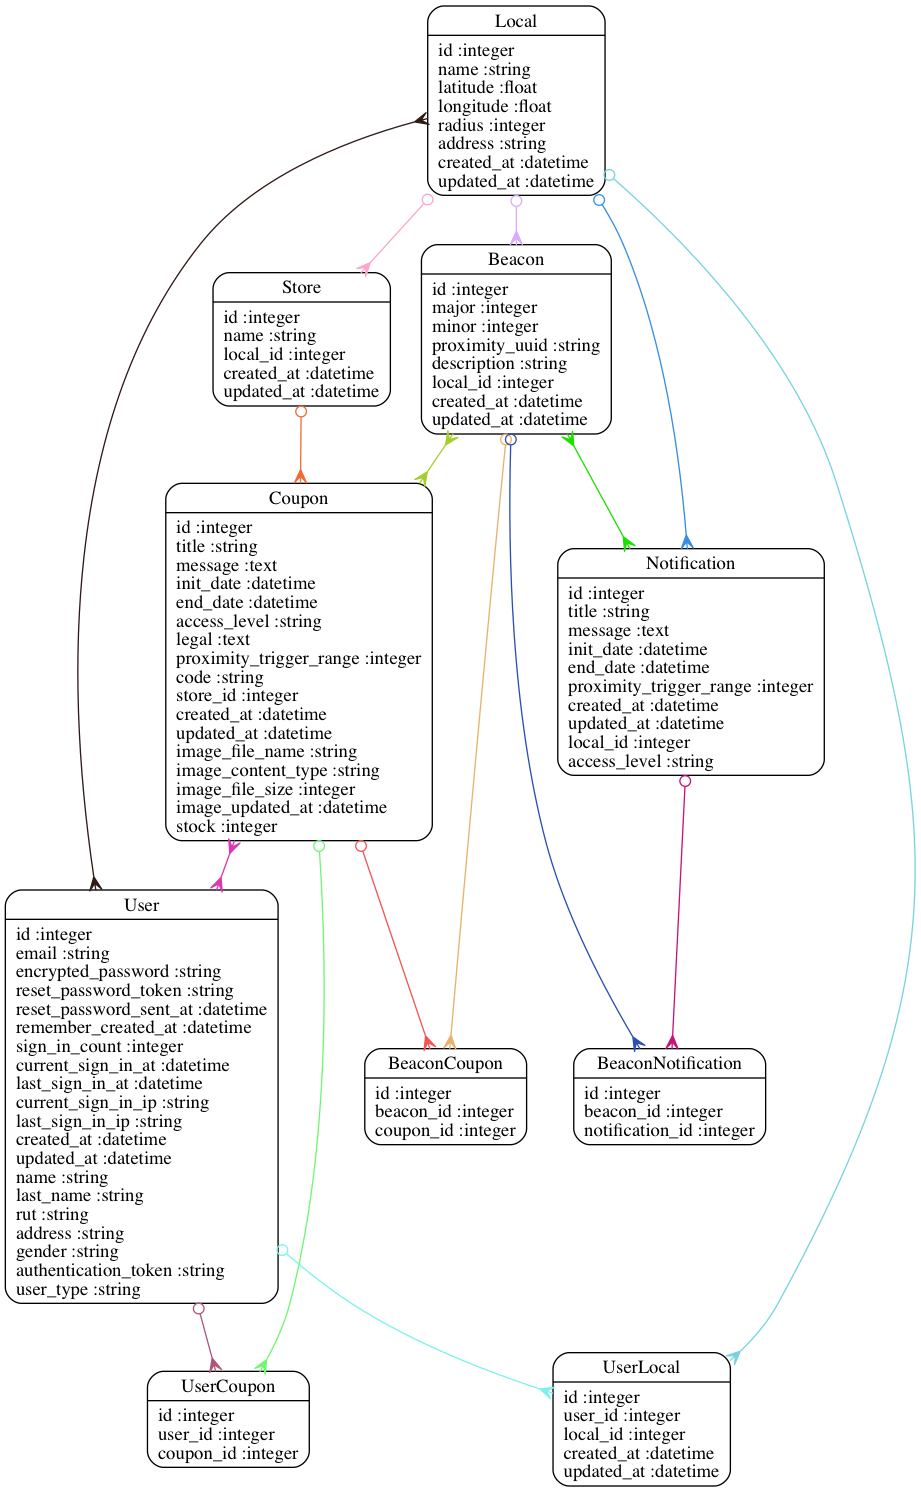 Local
id :integer
name :string
latitude :float
longitude :float
radius :integer
address :string
created_at :datetime
updated_at :datetime
Beacon
id :integer
major :integer
minor :integer
proximity_uuid :string
description :string
local_id :integer
created_at :datetime
updated_at :datetime
Store
id :integer
name :string
local_id :integer
created_at :datetime
updated_at :datetime
Coupon
id :integer
title :string
message :text
init_date :datetime
end_date :datetime
access_level :string
legal :text
proximity_trigger_range :integer
code :string
store_id :integer
created_at :datetime
updated_at :datetime
image_file_name :string
image_content_type :string
image_file_size :integer
image_updated_at :datetime
stock :integer
Notification
id :integer
title :string
message :text
init_date :datetime
end_date :datetime
proximity_trigger_range :integer
created_at :datetime
updated_at :datetime
local_id :integer
access_level :string
User
id :integer
email :string
encrypted_password :string
reset_password_token :string
reset_password_sent_at :datetime
remember_created_at :datetime
sign_in_count :integer
current_sign_in_at :datetime
last_sign_in_at :datetime
current_sign_in_ip :string
last_sign_in_ip :string
created_at :datetime
updated_at :datetime
name :string
last_name :string
rut :string
address :string
gender :string
authentication_token :string
user_type :string
BeaconCoupon
id :integer
beacon_id :integer
coupon_id :integer
BeaconNotification
id :integer
beacon_id :integer
notification_id :integer
UserCoupon
id :integer
user_id :integer
coupon_id :integer
UserLocal
id :integer
user_id :integer
local_id :integer
created_at :datetime
updated_at :datetime